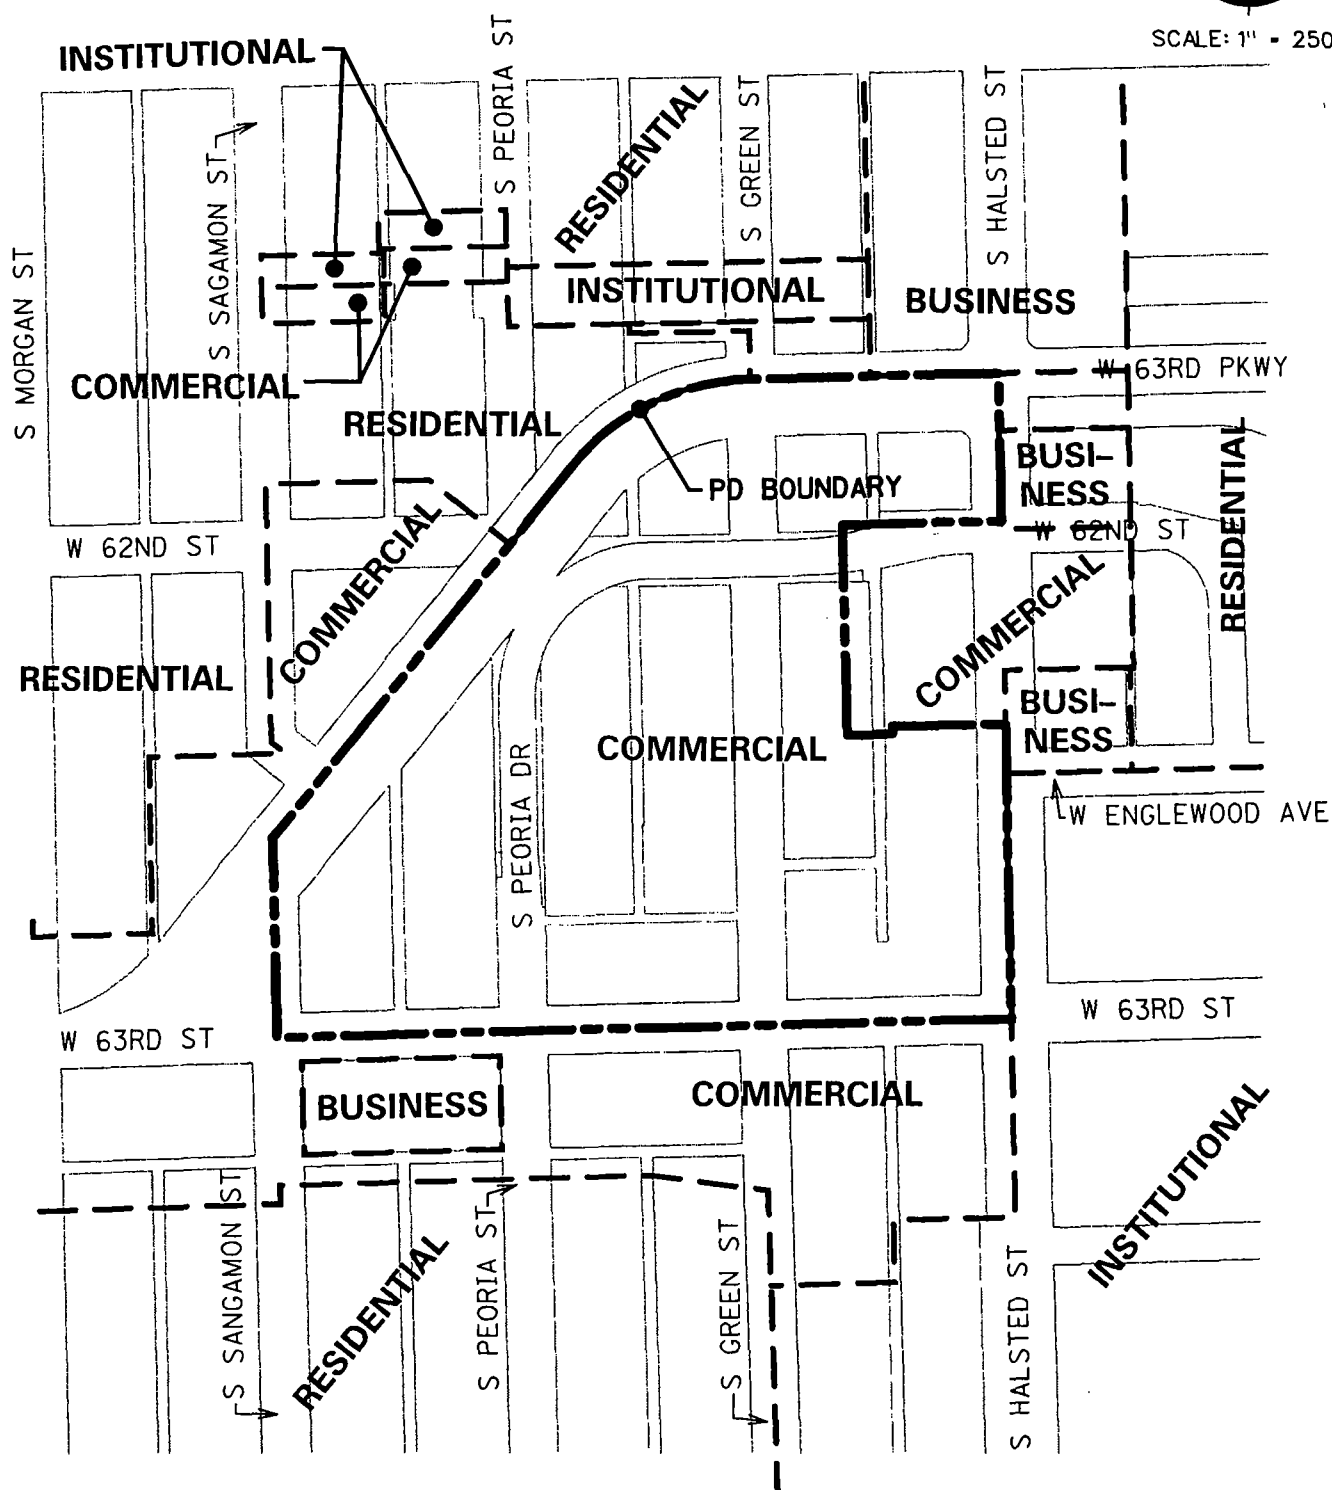 SCALE: 1" = 250
INSTITUTIONAL
S PEORIA ST
RESIDENTIAL
S GREEN ST
S HALSTED ST
S SAGAMON ST
S MORGAN ST
INSTITUTIONAL
BUSINESS
W 63RD PKWY
COMMERCIAL
RESIDENTIAL
PD BOUNDARY
BUSI-
NESS
RESIDENTIAL
W 62ND ST
W 62ND ST
COMMERCIAL
COMMERCIAL
RESIDENTIAL
BUSI-
NESS
COMMERCIAL
S PEORIA DR
W ENGLEWOOD AVE
W 63RD ST
W 63RD ST
BUSINESS
COMMERCIAL
INSTITUTIONAL
S SANGAMON ST
RESIDENTIAL
S PEORIA ST
S GREEN ST
S HALSTED ST